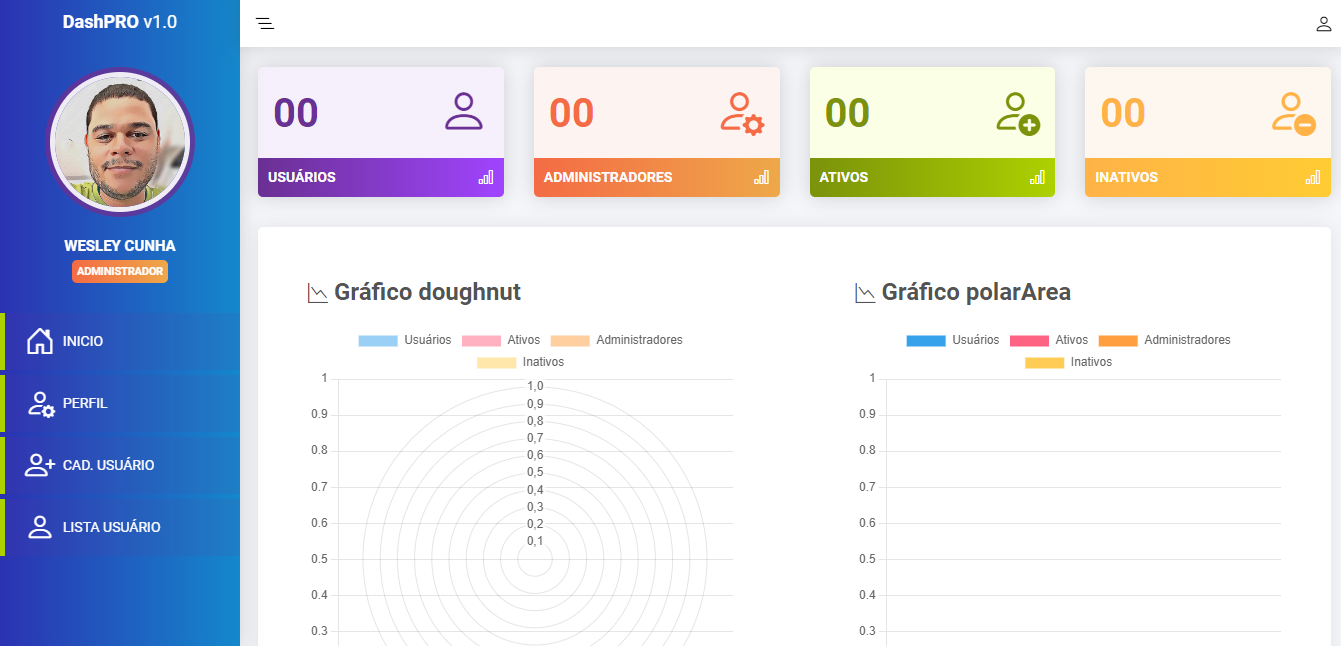 DashPRO v1.0
WESLEY CUNHA
ADMINISTRADOR
INICIO
PERFIL
CAD. USUÁRIO
LISTA USUÁRIO
00
USUÁRIOS
00
ADMINISTRADORES
00
ATIVOS
00
INATIVOS
Gráfico doughnut
Usuários Ativos Administradores
Inativos
1
0.9
0.8
0.7
0.6
0.5
0.4
0.3
1,0
0,9
0,8
0,7
0,6
0,5
0,4
0,3
0,2
0,1
Gráfico polarArea
Usuários Ativos Administradores
Inativos
1
0.9
0.8
0.7
0.6
0.5
0.4
0.3